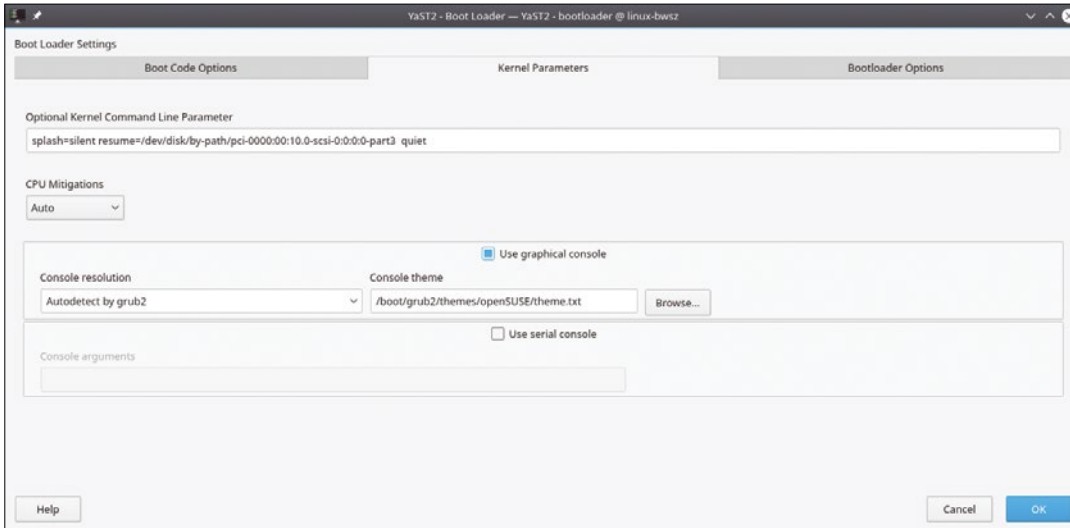 YaST2 - Boot Loader — YaST2 - bootloader @ linux-bwsz
Boot Loader Settings
Boot Code Options
Kernel Parameters
Bootloader Options
Optional Kernel Command Line Parameter
splash=silent resume=/dev/disk/by-path/pci-0000:00:10.0-scsi-0:0:0:0-part3 quiet
CPU Mitigations
Auto
Use graphical console
Console resolution
Console theme
Autodetect by grub2
/boot/grub2/themes/openSUSE/theme.txt
Browse...
Use serial console
Console arguments
Help
Cancel
OK